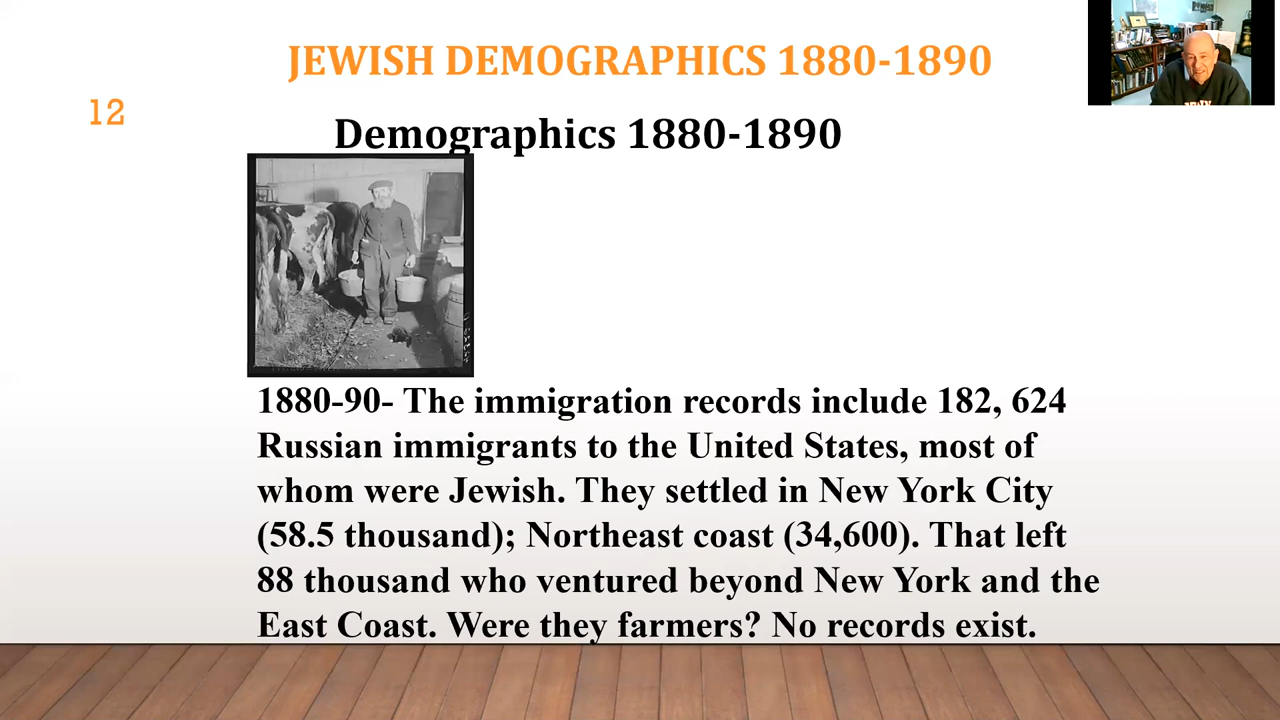 JEWISH DEMOGRAPHICS 1880-1890
12
Demographics 1880-1890
1880-90- The immigration records include 182, 624
Russian immigrants to the United States, most of
whom were Jewish. They settled in New York City
(58.5 thousand); Northeast coast (34,600). That left
88 thousand who ventured beyond New York and the
East Coast. Were they farmers? No records exist.